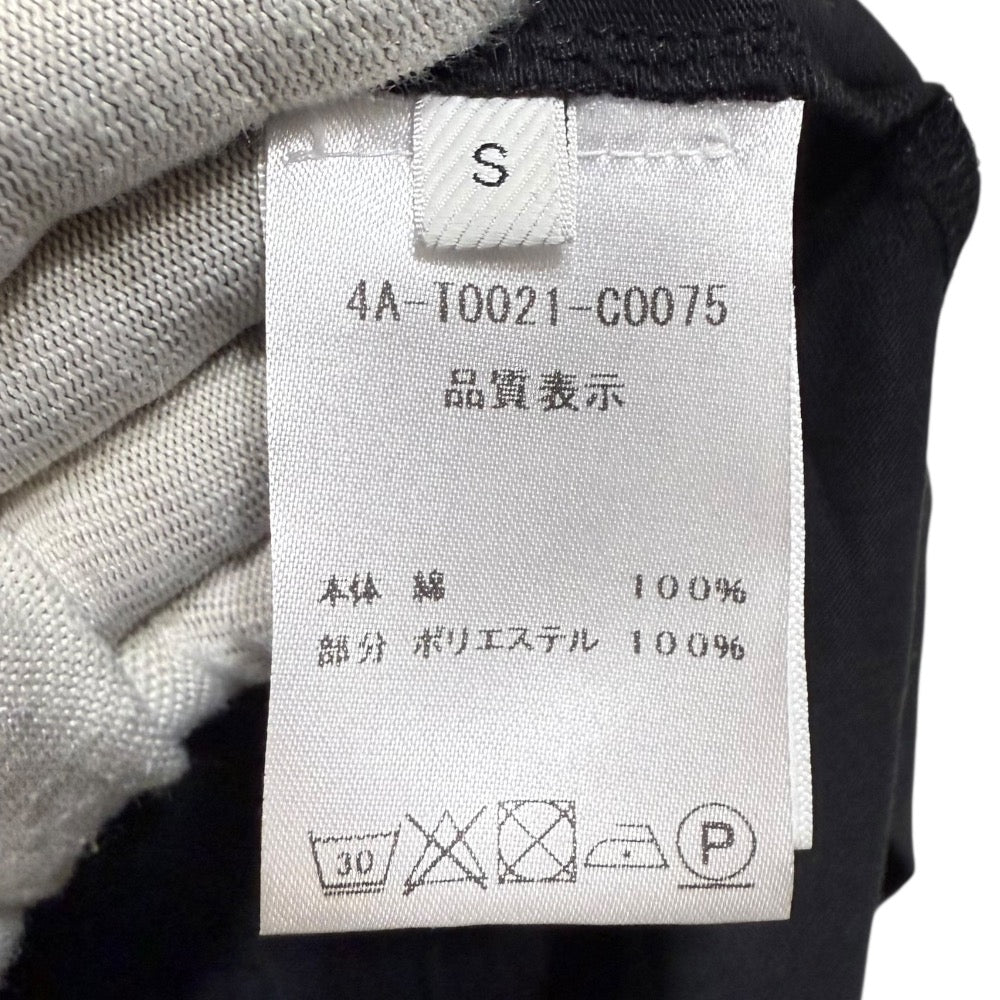 S
4A-T0021-C0075
品質表示
本体 綿 100%
部分 ポリエステル 100%
30
P